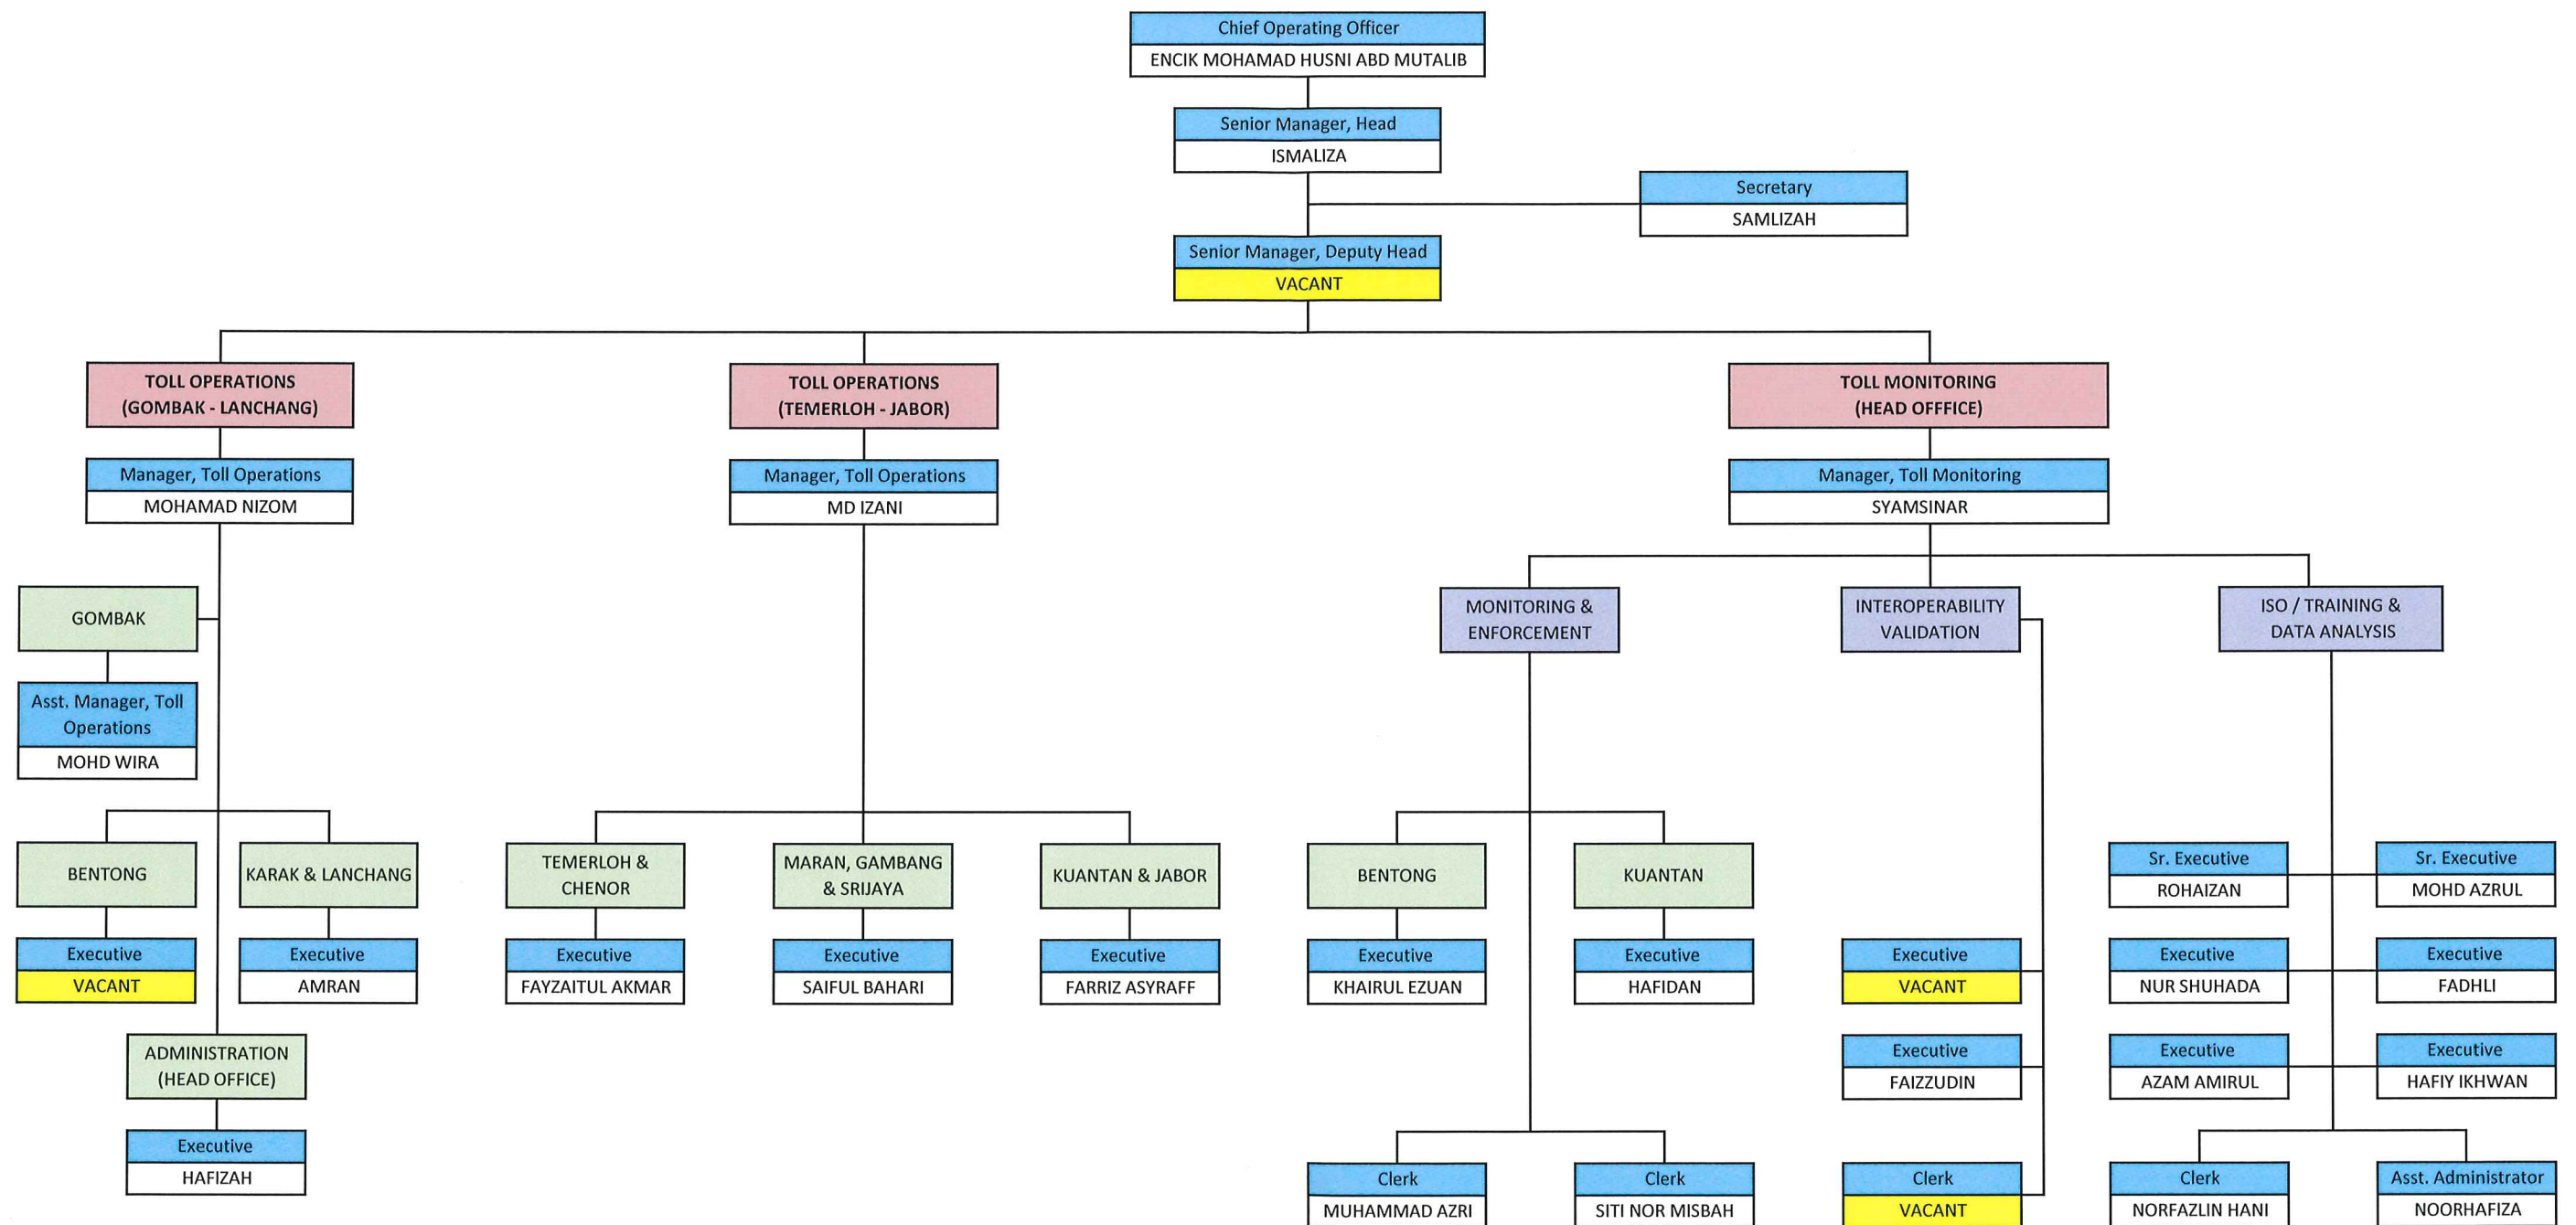 Chief Operating Officer
ENCIK MOHAMAD HUSNI ABD MUTALIB
Senior Manager, Head
ISMALIZA
Secretary
SAMLIZAH
Senior Manager, Deputy Head
VACANT
TOLL OPERATIONS
(GOMBAK - LANCHANG)
Manager, Toll Operations
MOHAMAD NIZOM
GOMBAK
Asst. Manager, Toll
Operations
MOHD WIRA
BENTONG
Executive
VACANT
KARAK & LANCHANG
Executive
AMRAN
ADMINISTRATION
(HEAD OFFICE)
Executive
HAFIZAH
TOLL OPERATIONS
(TEMERLOH - JABOR)
Manager, Toll Operations
MD IZANI
TEMERLOH &
CHENOR
Executive
FAYZAITUL AKMAR
MARAN, GAMBANG
& SRIJAYA
Executive
SAIFUL BAHARI
KUANTAN & JABOR
Executive
FARRIZ ASYRAFF
TOLL MONITORING
(HEAD OFFFICE)
Manager, Toll Monitoring
SYAMSINAR
MONITORING &
ENFORCEMENT
BENTONG
Executive
KHAIRUL EZUAN
KUANTAN
Executive
HAFIDAN
Clerk
MUHAMMAD AZRI
Clerk
SITI NOR MISBAH
INTEROPERABILITY
VALIDATION
Executive
VACANT
Executive
FAIZZUDIN
Clerk
VACANT
ISO / TRAINING &
DATA ANALYSIS
Sr. Executive
ROHAIZAN
Sr. Executive
MOHD AZRUL
Executive
NUR SHUHADA
Executive
FADHLI
Executive
AZAM AMIRUL
Executive
HAFIY IKHWAN
Clerk
NORFAZLIN HANI
Asst. Administrator
NOORHAFIZA